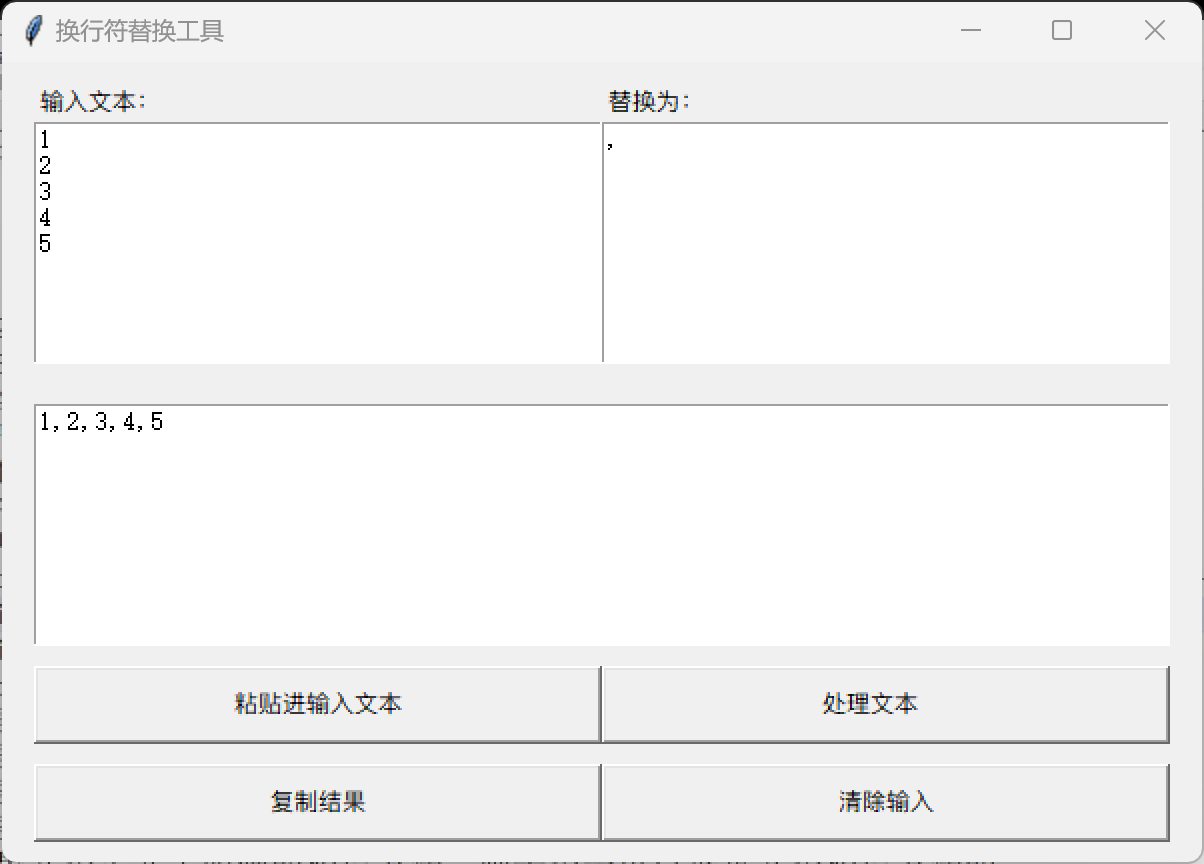 换行符替换工具
输入文本：
替换为：
1
2
3
4
5
,
1,2,3,4,5
粘贴进输入文本
处理文本
复制结果
清除输入